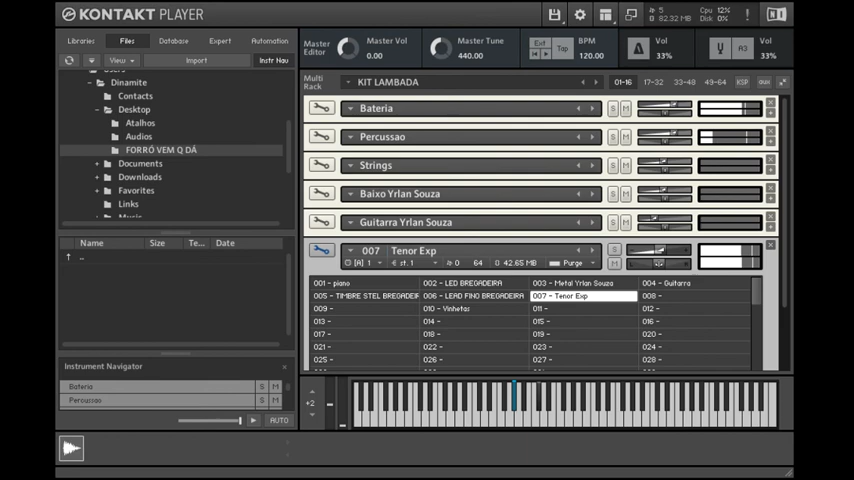 KONTAKT PLAYER
5
82.32 MB
Cpu 12%
Disk 0%
!
NI
Libraries Files Database Expert Automation
View Import Instr Nau
Dinamite
Contacts
Desktop
Atalhos
Audios
FORRÓ VEM Q DÁ
Documents
Downloads
Favorites
Links
Name Size Te... Date
..
Instrument Navigator
Bateria S M
Percussao S M
AUTO
Master Editor
Master Vol
0.00
Master Tune
440.00
Ext
Tap
BPM
120.00
Vol
33%
A3
Vol
33%
Multi Rack
KIT LAMBADA
01-16 17-32 33-48 49-64 KSP aux
Bateria S M
Percussao S M
Strings S M
Baixo Yrlan Souza S M
Guitarra Yrlan Souza S M
007 Tenor Exp S
[A] 1 st. 1 0 64 42.65 MB Purge M
L R
001 - piano 002 - LED BREGADEIRA 003 - Metal Yrlan Souza 004 - Guitarra
005 - TIMBRE STEL BREGADEIR 006 - LEAD FINO BREGADEIRA 007 - Tenor Exp 008 -
009 - 010 - Vinhetas 011 - 012 -
013 - 014 - 015 - 016 -
017 - 018 - 019 - 020 -
021 - 022 - 023 - 024 -
025 - 026 - 027 - 028 -
+2